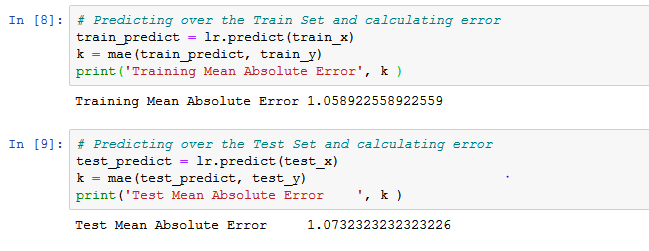 In [8]: # Predicting over the Train Set and calculating error
train_predict = lr.predict(train_x)
k = mae(train_predict, train_y)
print('Training Mean Absolute Error', k )
Training Mean Absolute Error 1.058922558922559
In [9]: # Predicting over the Test Set and calculating error
test_predict = lr.predict(test_x)
k = mae(test_predict, test_y)
print('Test Mean Absolute Error    ', k )
Test Mean Absolute Error     1.0732323232323226